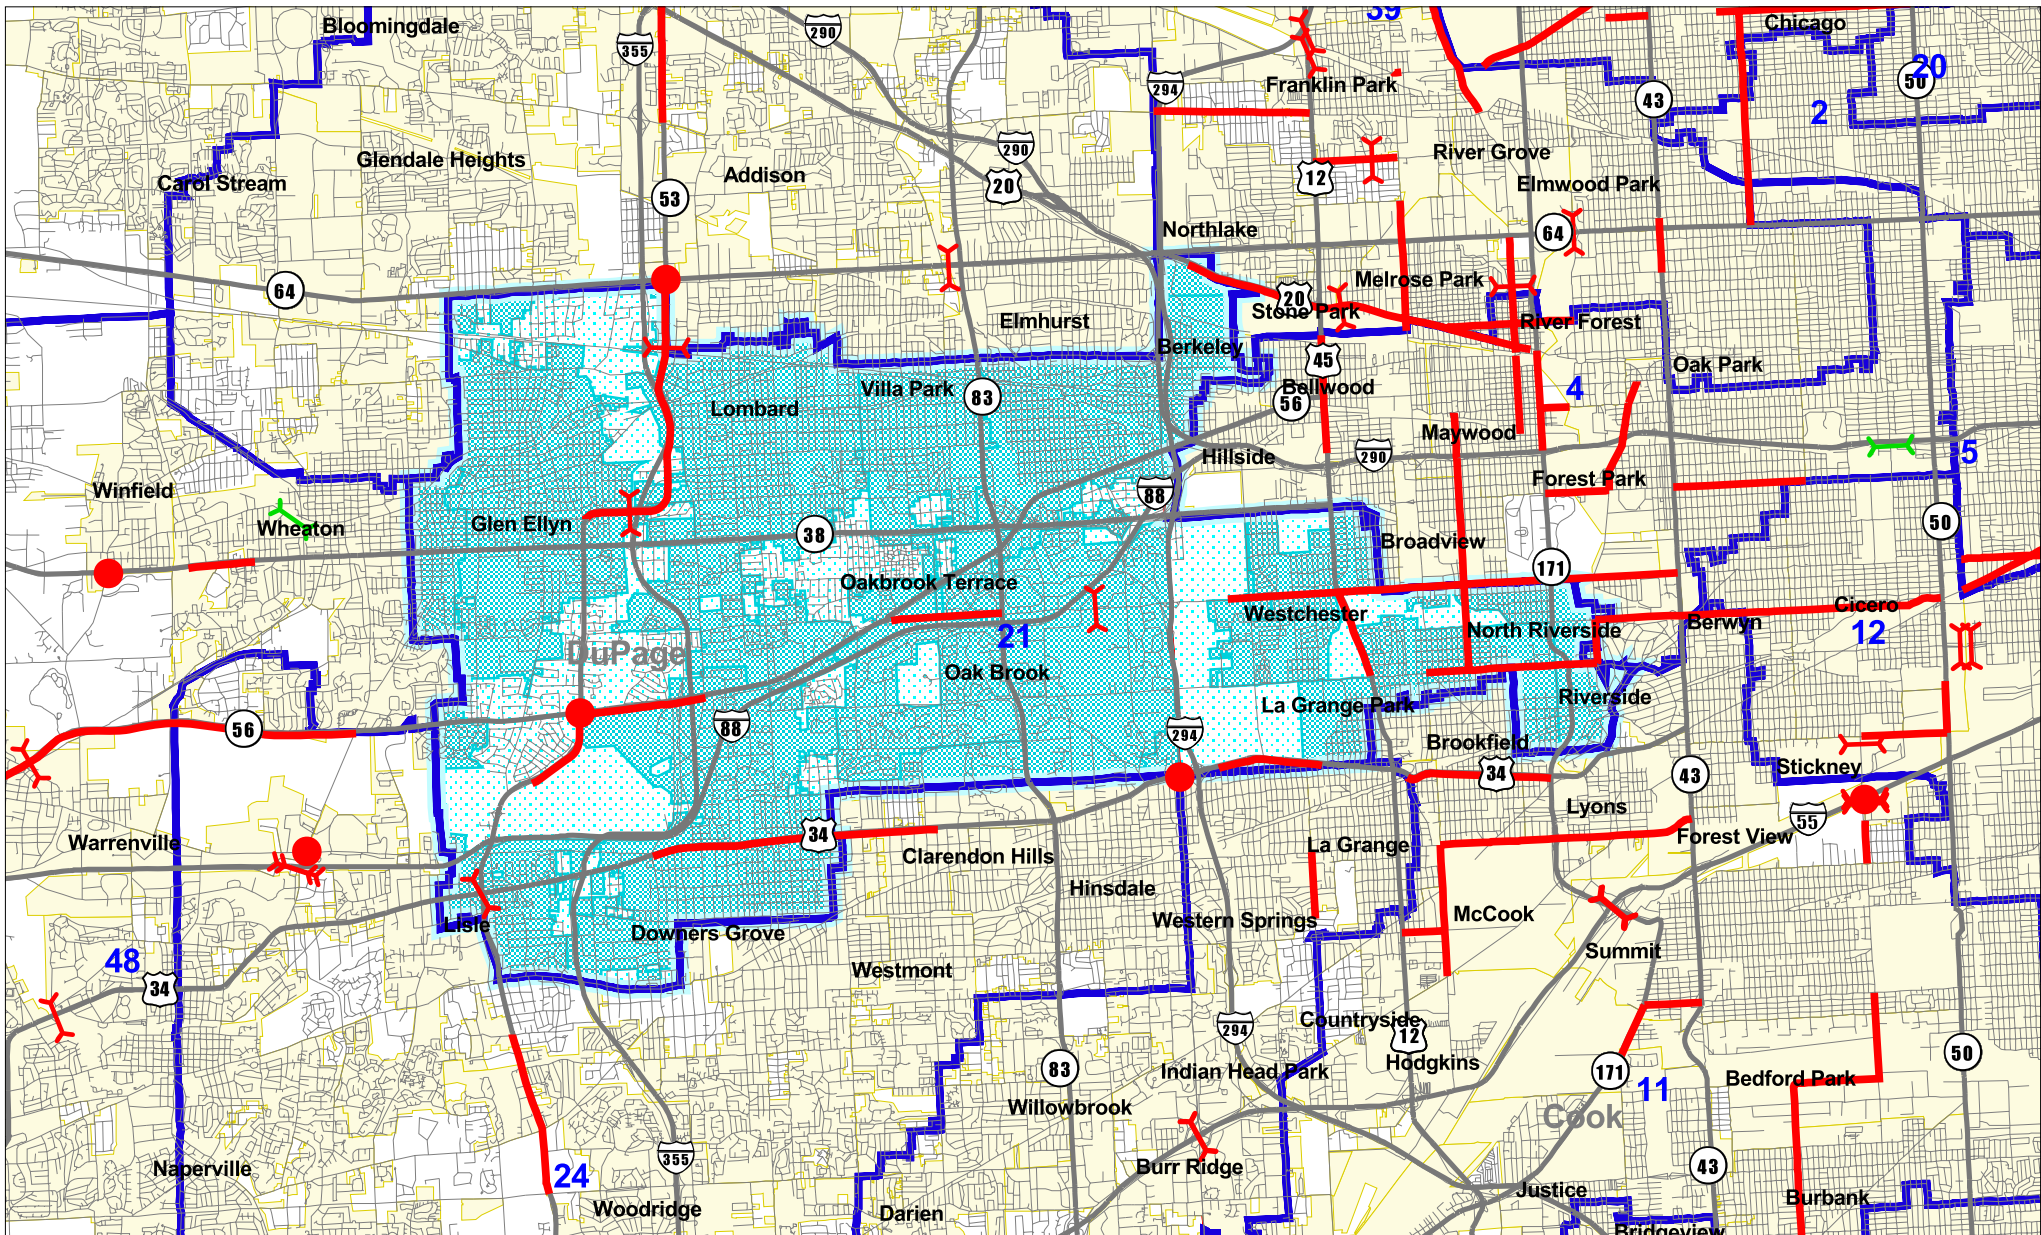 39
Chicago
Bloomingdale
290
355
Franklin Park
294
50
20
43
2
290
River Grove
Glendale Heights
Addison
Carol Stream
20
12
Elmwood Park
53
Northlake
64
Melrose Park
64
20
Stone Park
Elmhurst
River Forest
Berkeley
45
Oak Park
Bellwood
Villa Park
83
56
4
Lombard
Maywood
Hillside
290
5
Forest Park
Winfield
88
Glen Ellyn
Wheaton
50
38
Broadview
171
Oakbrook Terrace
Cicero
Westchester
Berwyn
North Riverside
12
21
DuPage
Oak Brook
Riverside
La Grange Park
56
88
294
Brookfield
34
43
Stickney
Lyons
55
34
Forest View
Warrenville
La Grange
Clarendon Hills
Hinsdale
McCook
Western Springs
Lisle
Downers Grove
Summit
48
Westmont
34
Countryside
294
12
50
Hodgkins
83
Indian Head Park
171
Bedford Park
11
Willowbrook
Cook
355
43
Naperville
Burr Ridge
24
Justice
Burbank
Woodridge
Darien
Bridgeview